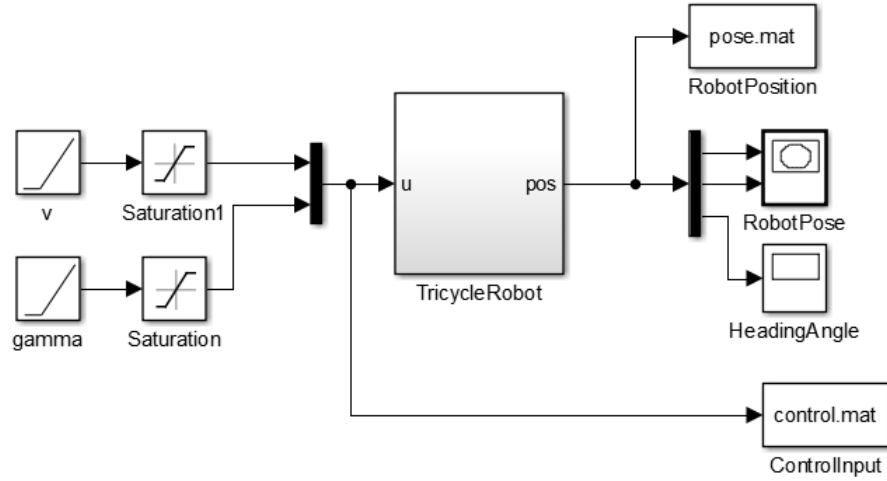 pose.mat
RobotPosition
v
Saturation1
u
pos
TricycleRobot
RobotPose
gamma
Saturation
HeadingAngle
control.mat
ControlInput